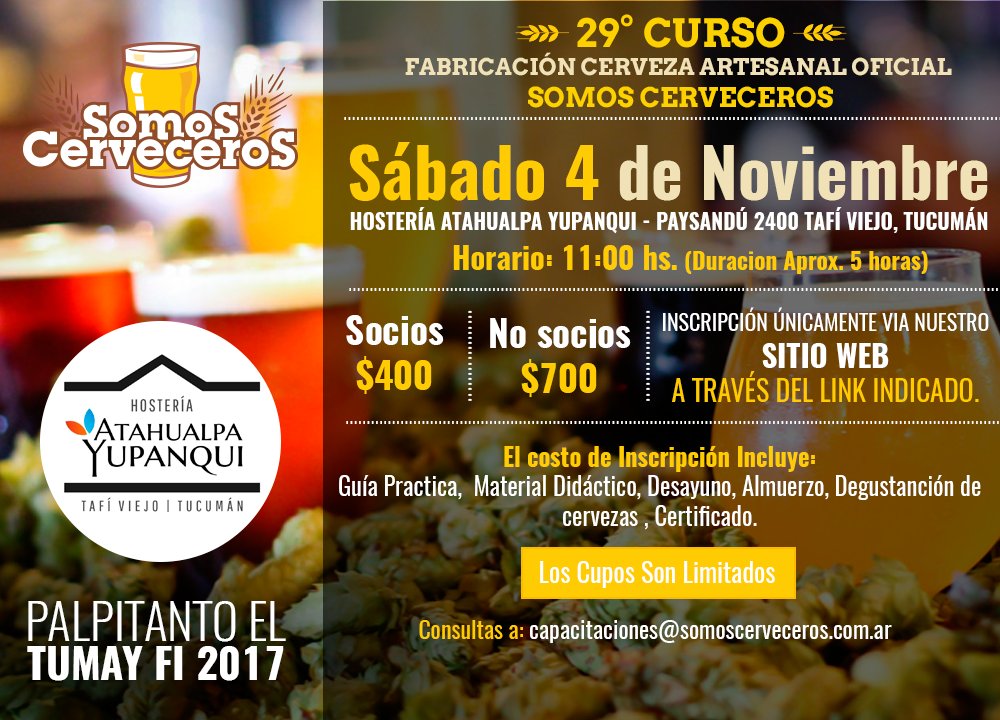 Somos
Cerveceros
HOSTERÍA
ATAHUALPA
YUPANQUI
TAFÍ VIEJO | TUCUMÁN
PALPITANTO EL
TUMAY FI 2017
29° CURSO
FABRICACIÓN CERVEZA ARTESANAL OFICIAL
SOMOS CERVECEROS
Sábado 4 de Noviembre
HOSTERÍA ATAHUALPA YUPANQUI - PAYSANDÚ 2400 TAFÍ VIEJO, TUCUMÁN
Horario: 11:00 hs. (Duracion Aprox. 5 horas)
Socios
$400
No socios
$700
INSCRIPCIÓN ÚNICAMENTE VIA NUESTRO
SITIO WEB
A TRAVÉS DEL LINK INDICADO.
El costo de Inscripción Incluye:
Guía Practica, Material Didáctico, Desayuno, Almuerzo, Degustanción de
cervezas , Certificado.
Los Cupos Son Limitados
Consultas a: capacitaciones@somoscerveceros.com.ar